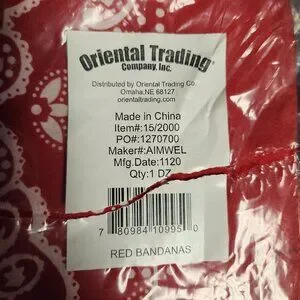 Oriental Trading
Company, Inc.
Distributed by Oriental Trading Co.
Omaha, NE 68127
orientaltrading.com
Made in China
Item#:15/2000
PO#:1270700
Maker#:AIMWEL
Mfg.Date:1120
Qty:1 DZ
7 80984 10995 0
RED BANDANAS